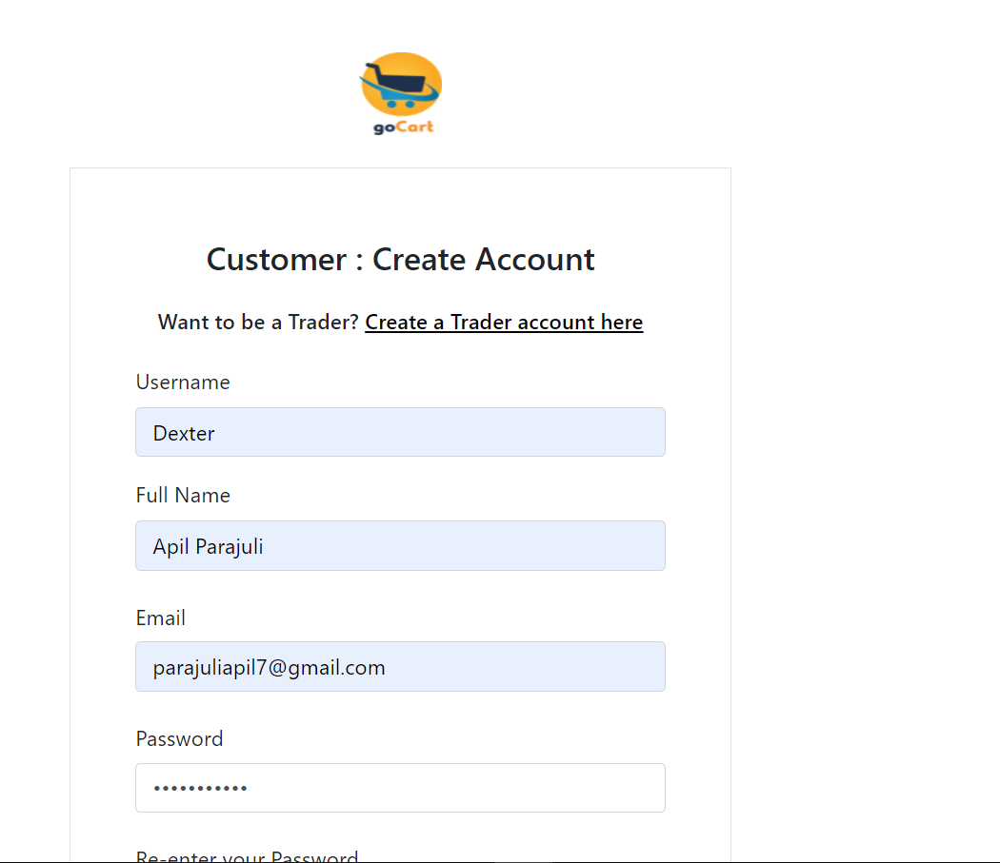 goCart
Customer : Create Account
Want to be a Trader? Create a Trader account here
Username
Dexter
Full Name
Apil Parajuli
Email
parajuliapil7@gmail.com
Password
•••••••••••
Re-enter your Password